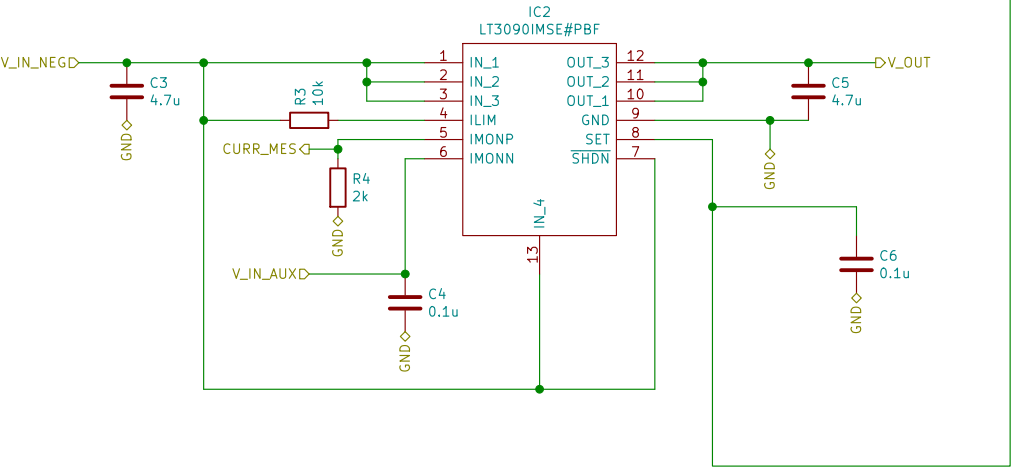 IC2
LT3090IMSE#PBF
V_IN_NEG
1 IN_1
2 IN_2
3 IN_3
4 ILIM
5 IMONP
6 IMONN
OUT_3 12
OUT_2 11
OUT_1 10
GND 9
SET 8
SHDN 7
IN_4
13
V_OUT
C3
4.7u
GND
R3
10k
CURR_MES
R4
2k
GND
V_IN_AUX
C4
0.1u
GND
C5
4.7u
GND
C6
0.1u
GND